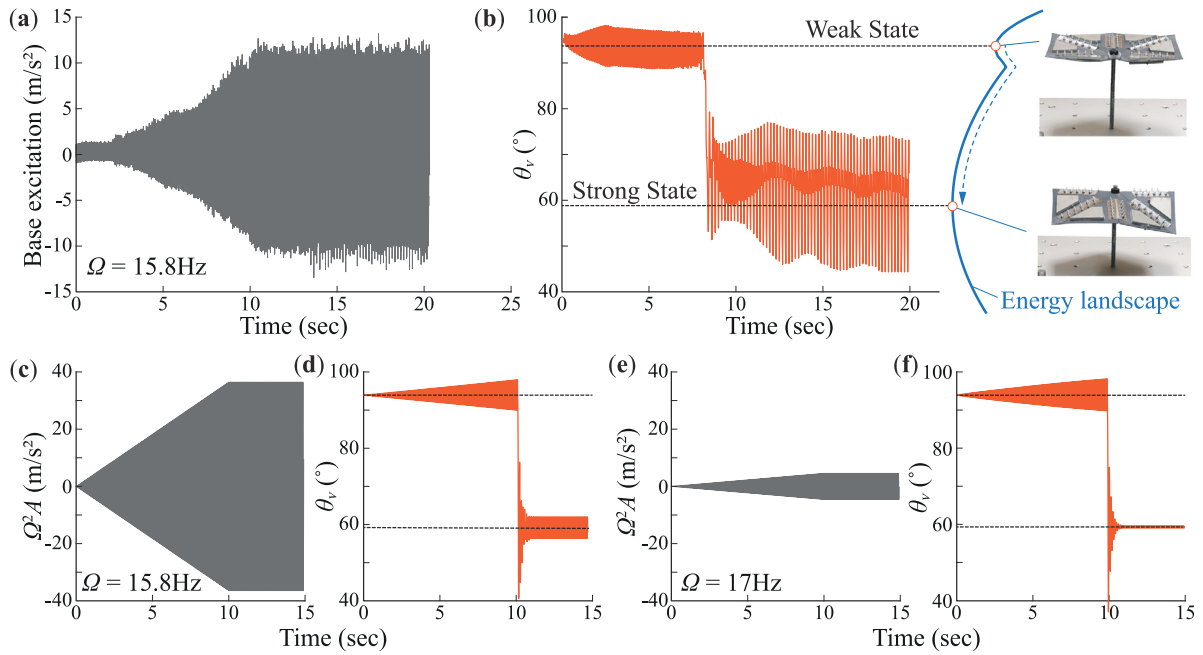 (a)
15
10
5
0
-5
-10
-15
Base excitation (m/s²)
Ω = 15.8Hz
0 5 10 15 20 25
Time (sec)
(b)
100
80
60
40
θv (°)
Weak State
Strong State
0 5 10 15 20
Time (sec)
Energy landscape
(c)
40
20
0
-20
-40
Ω²A (m/s²)
Ω = 15.8Hz
0 5 10 15
(d)
100
80
60
40
θv (°)
0 5 10 15
Time (sec)
(e)
40
20
0
-20
-40
Ω²A (m/s²)
Ω = 17Hz
0 5 10 15
(f)
100
80
60
40
θv (°)
0 5 10 15
Time (sec)